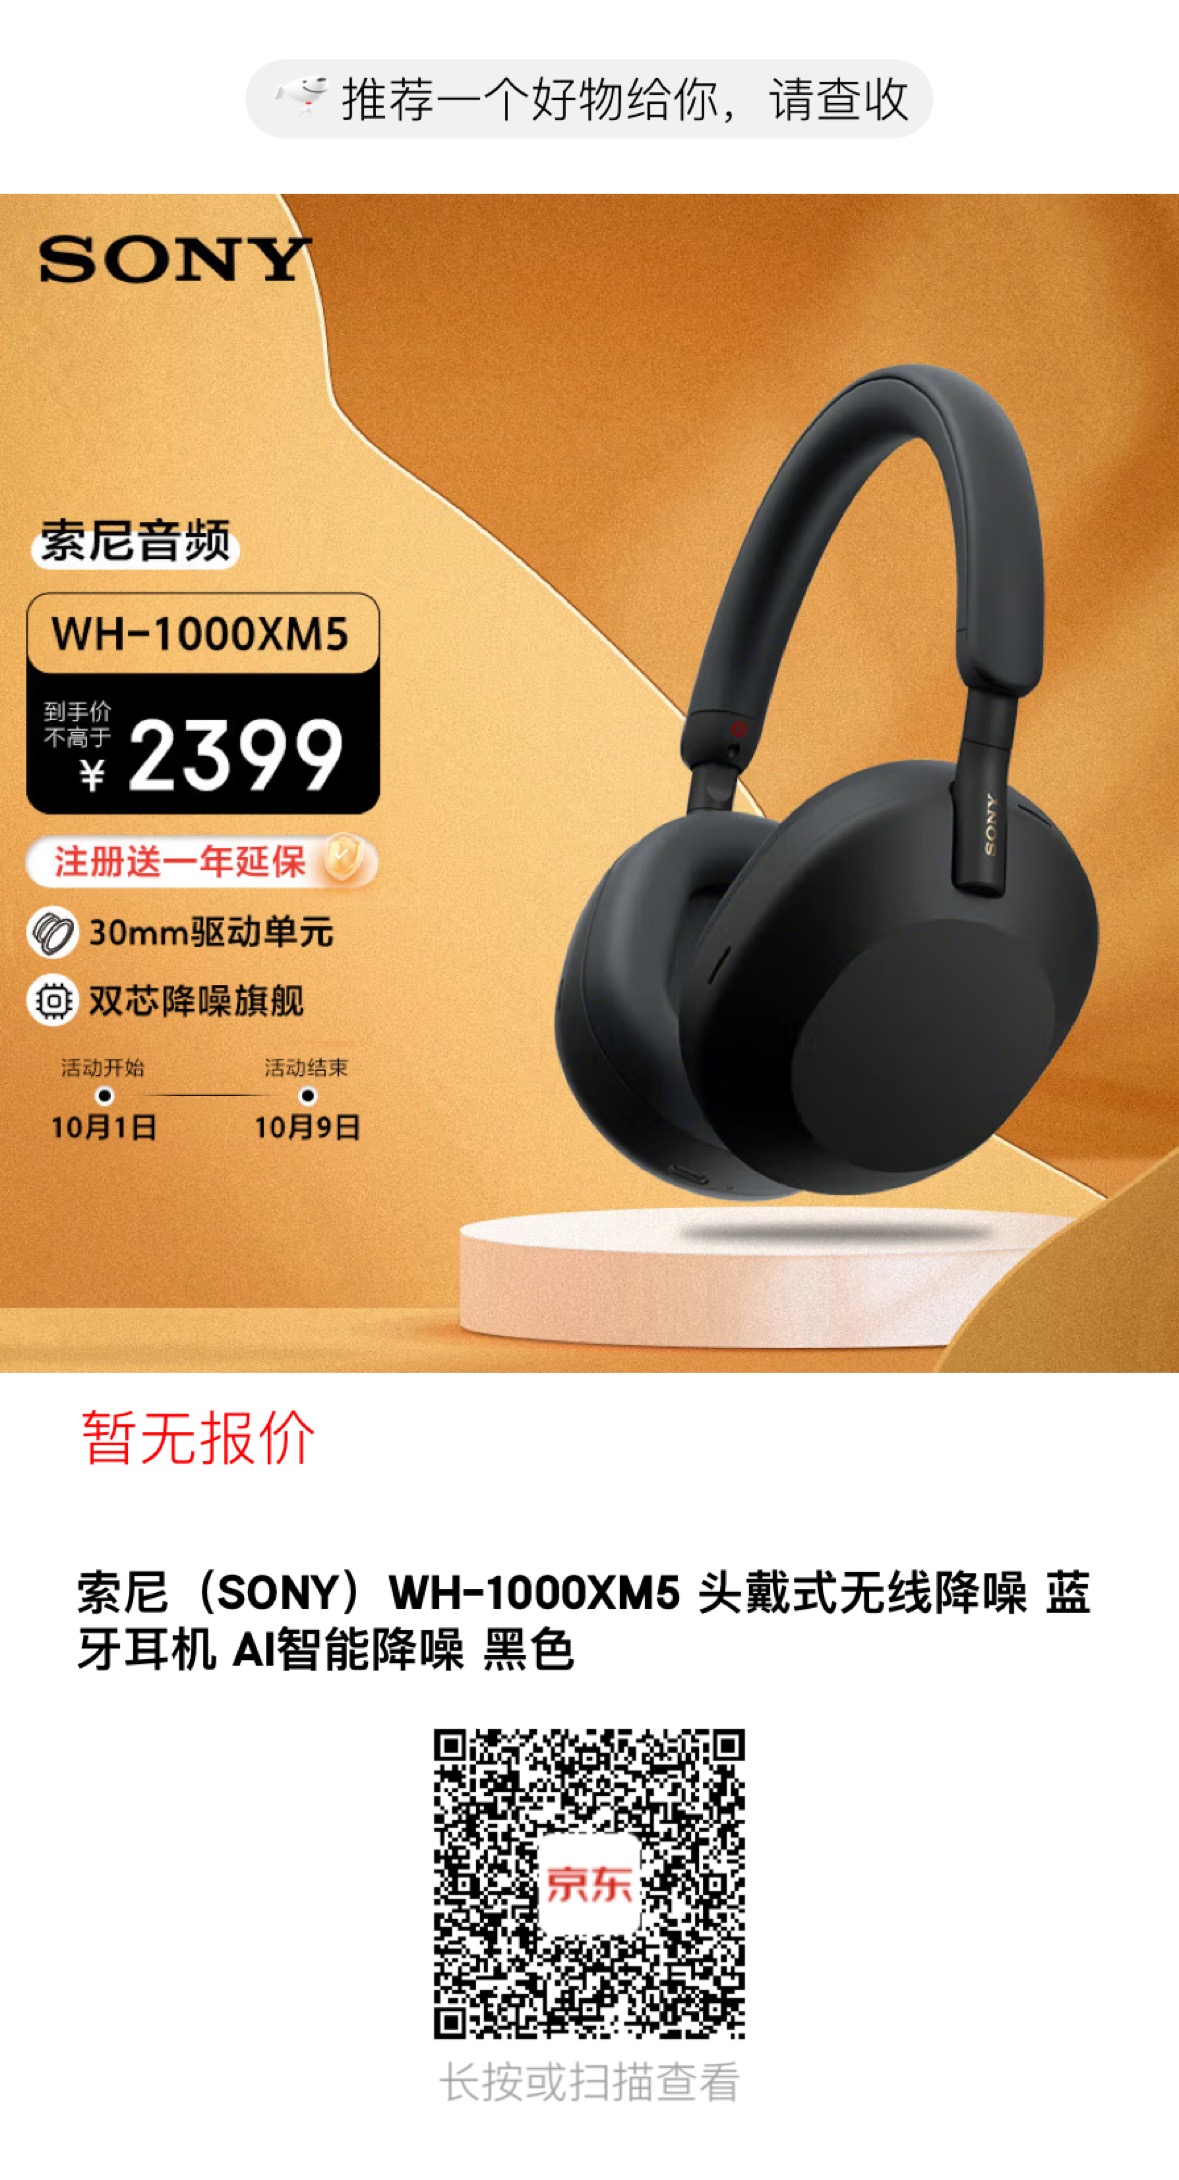 推荐一个好物给你，请查收
SONY
索尼音频
WH-1000XM5
到手价
不高于
¥ 2399
注册送一年延保
30mm驱动单元
双芯降噪旗舰
活动开始 活动结束
10月1日 10月9日
SONY
暂无报价
索尼（SONY）WH-1000XM5 头戴式无线降噪 蓝
牙耳机 AI智能降噪 黑色
京东
长按或扫描查看